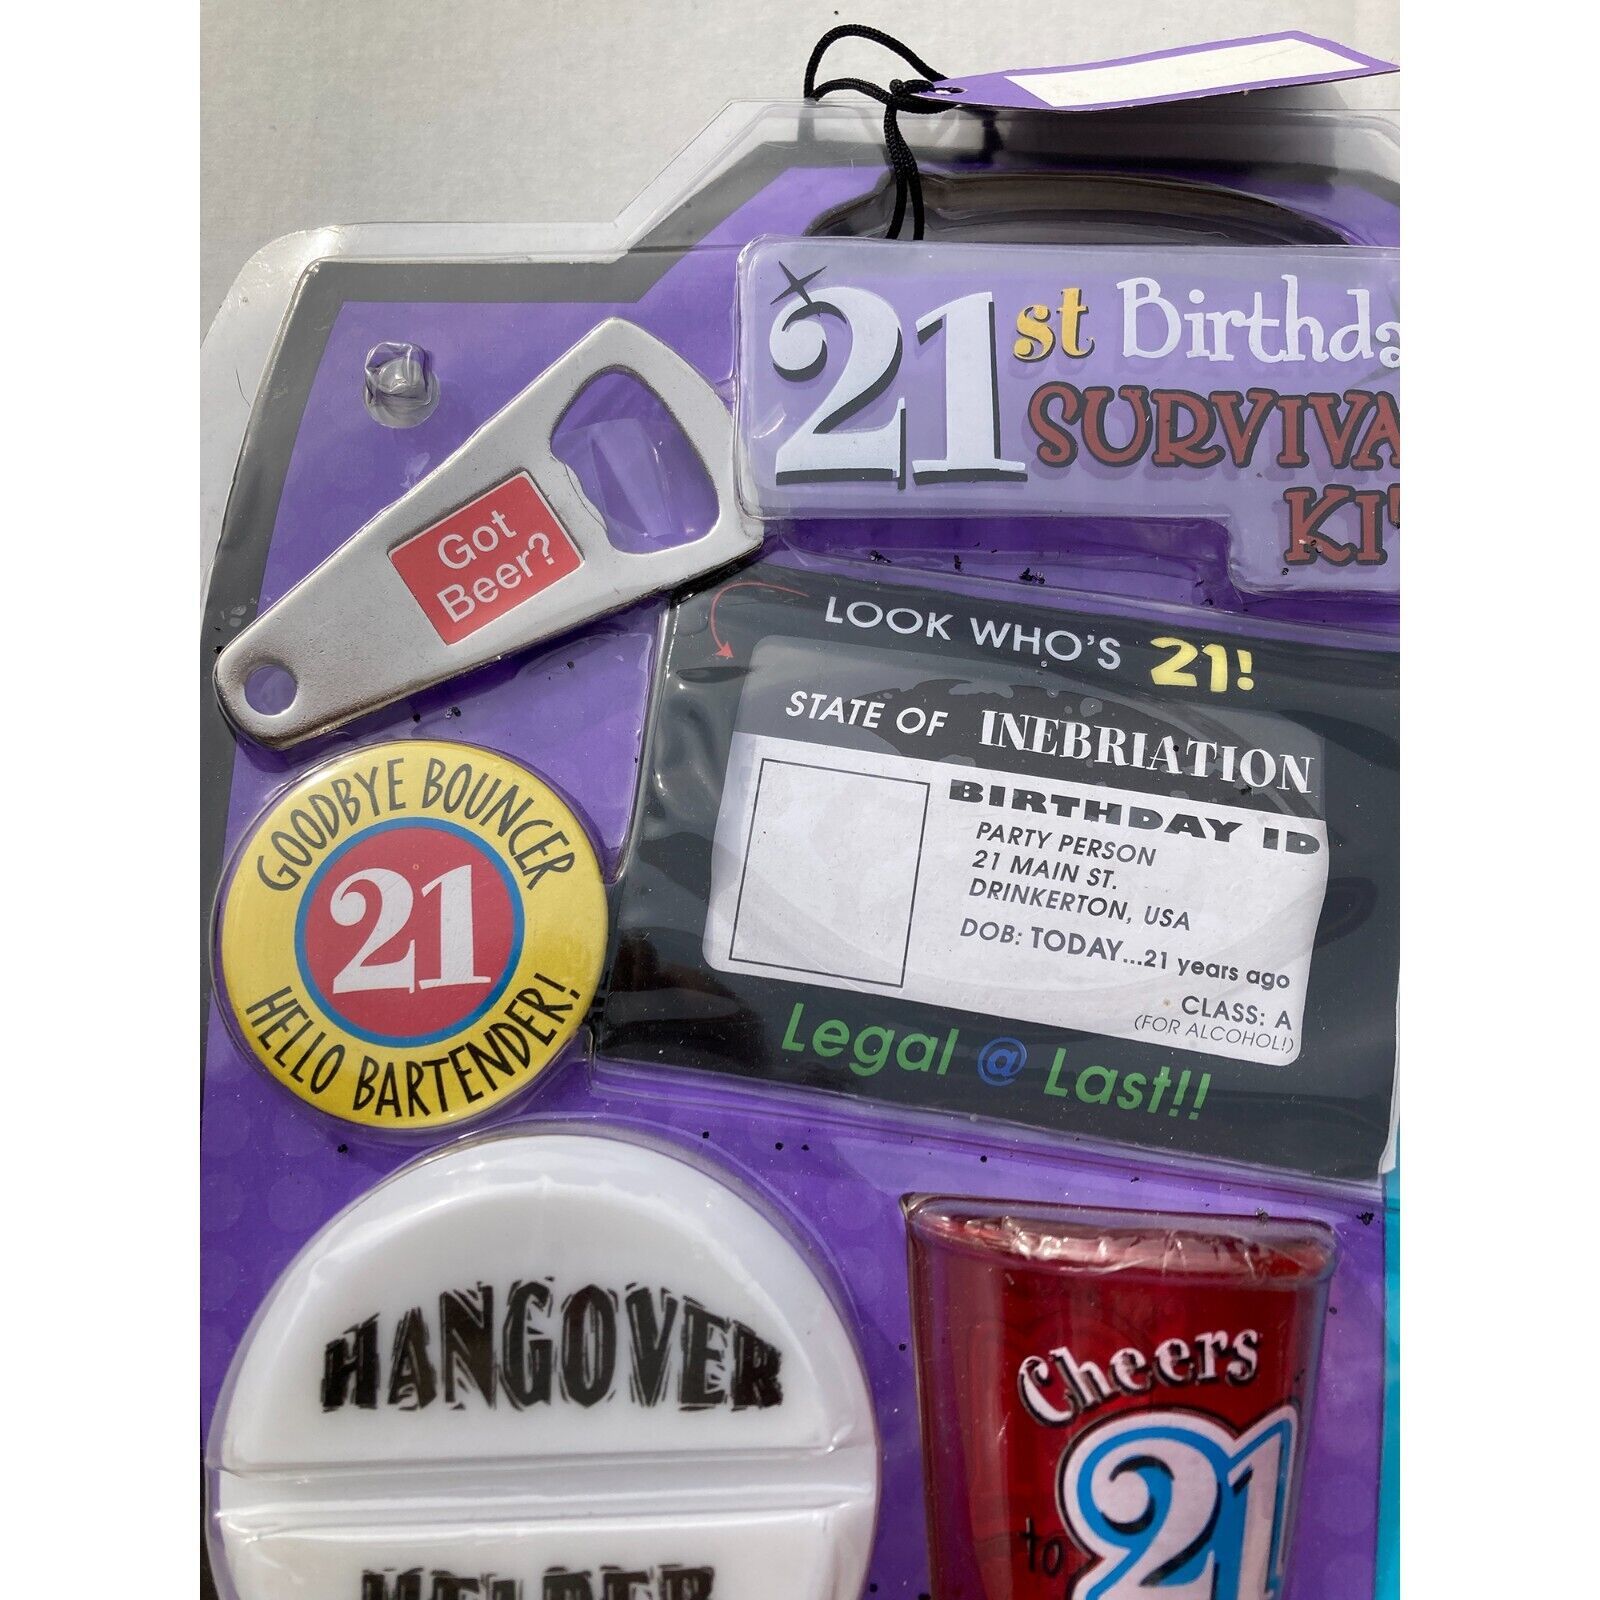 21st Birthda
SURVIVA
KI
Got
Beer?
LOOK WHO'S 21!
STATE OF INEBRIATION
BIRTHDAY ID
PARTY PERSON
21 MAIN ST.
DRINKERTON, USA
DOB: TODAY...21 years ago
CLASS: A
(FOR ALCOHOL!)
Legal @ Last!!
GOODBYE BOUNCER
21
HELLO BARTENDER!
HANGOVER
HELPER
Cheers
to 21